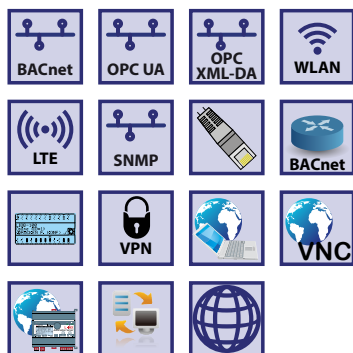 BACnet
OPC UA
OPC
XML-DA
WLAN
LTE
SNMP
BACnet
VPN
VNC